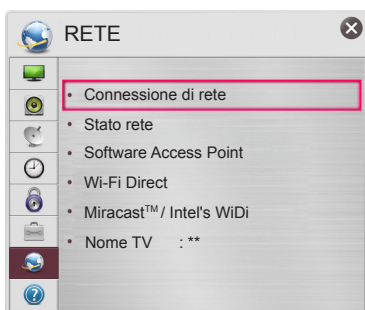 RETE
• Connessione di rete
• Stato rete
• Software Access Point
• Wi-Fi Direct
• Miracast™ / Intel's WiDi
• Nome TV : **